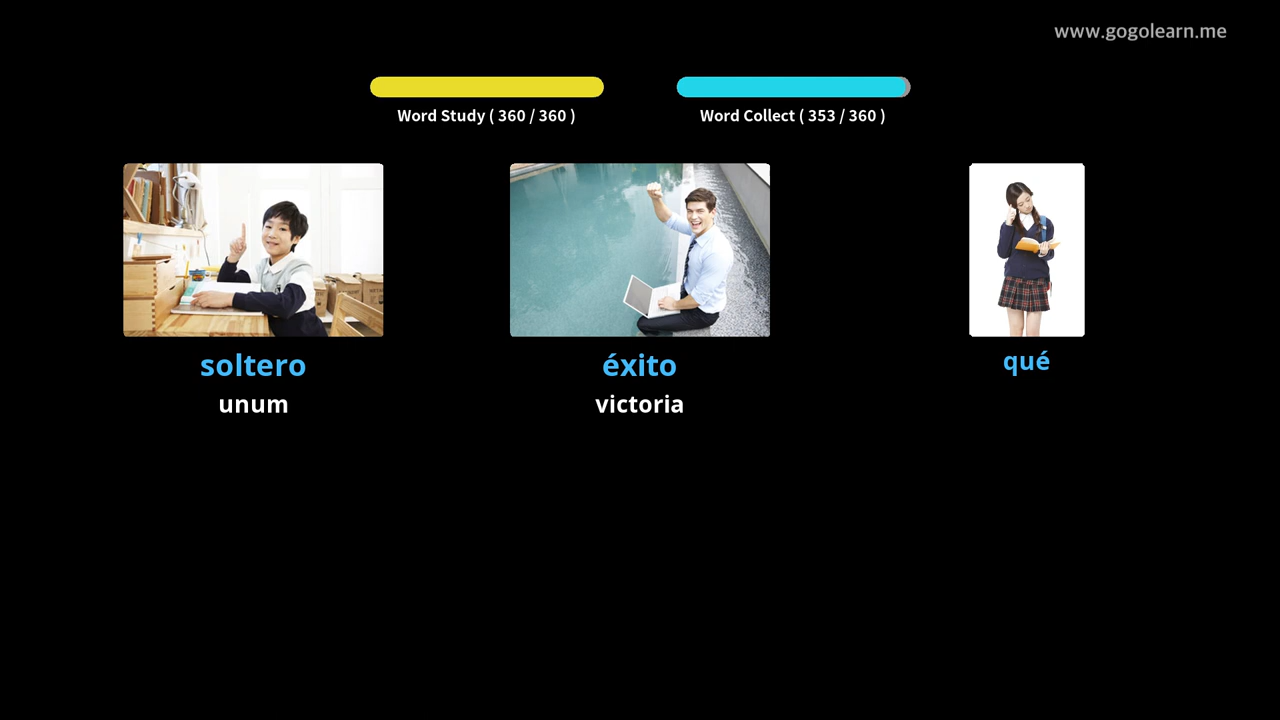 www.gogolearn.me
Word Study ( 360 / 360 )
Word Collect ( 353 / 360 )
soltero
unum
éxito
victoria
qué